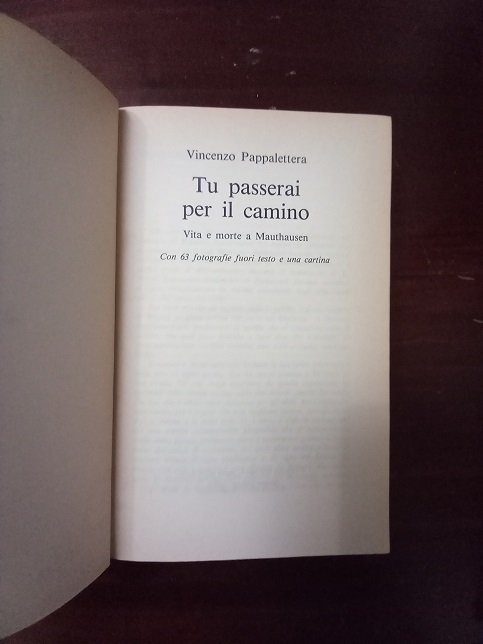 Vincenzo Pappalettera
Tu passerai
per il camino
Vita e morte a Mauthausen
Con 63 fotografie fuori testo e una cartina